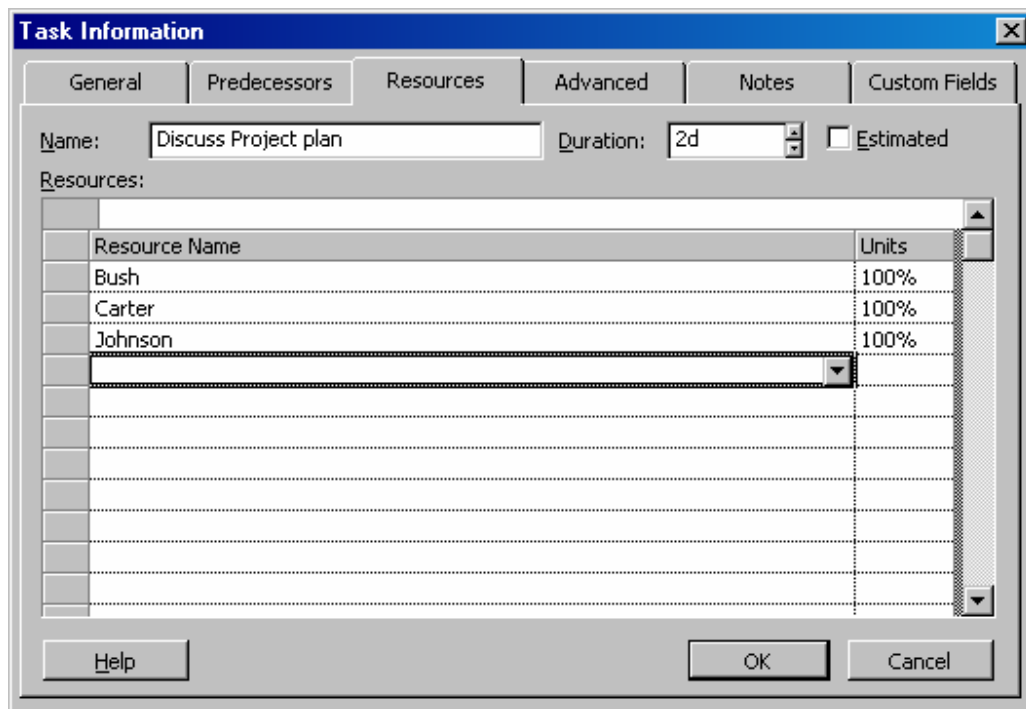 Task Information
General Predecessors Resources Advanced Notes Custom Fields
Name: Discuss Project plan Duration: 2d Estimated
Resources:
Resource Name Units
Bush 100%
Carter 100%
Johnson 100%
Help OK Cancel